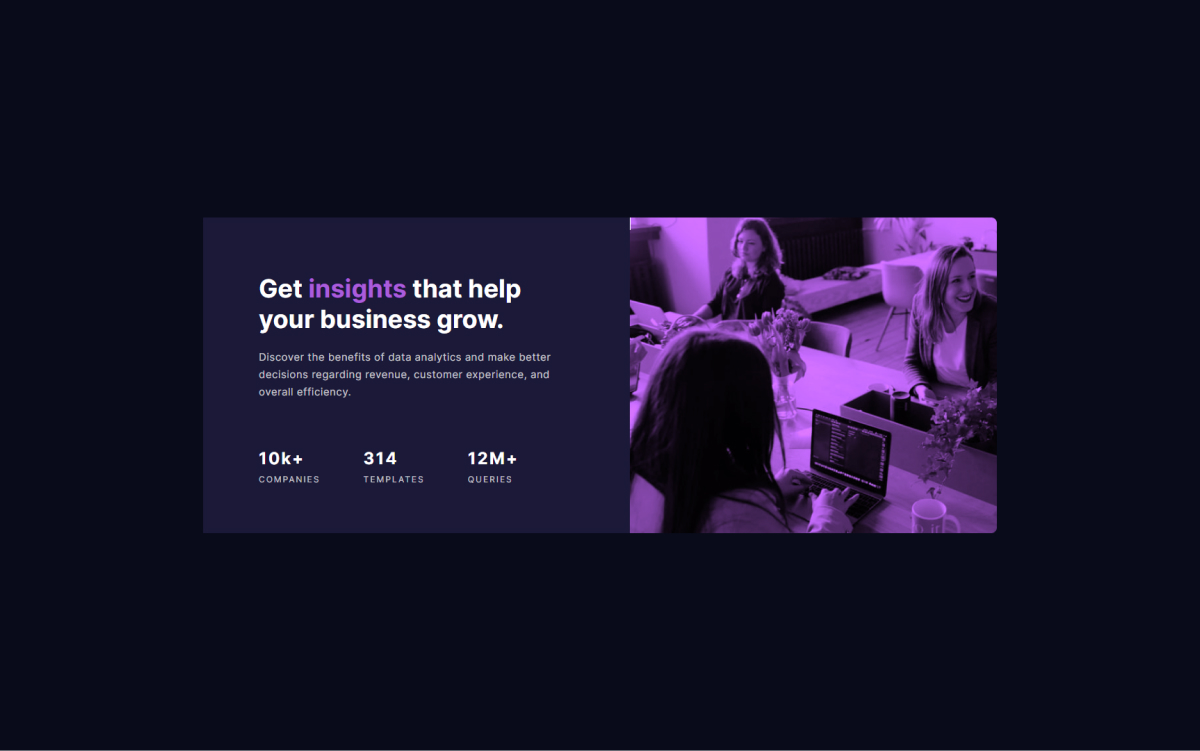 Get insights that help
your business grow.
Discover the benefits of data analytics and make better
decisions regarding revenue, customer experience, and
overall efficiency.
10k+ 314 12M+
COMPANIES TEMPLATES QUERIES